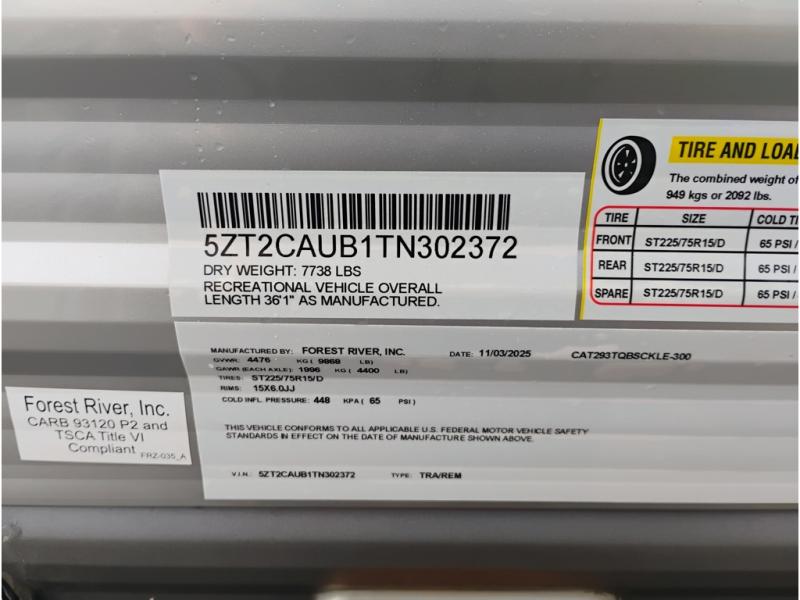 5ZT2CAUB1TN302372
DRY WEIGHT: 7738 LBS
RECREATIONAL VEHICLE OVERALL
LENGTH 36'1" AS MANUFACTURED.
TIRE AND LOA
The combined weight of
949 kgs or 2092 lbs.
TIRE SIZE COLD TI
FRONT ST225/75R15/D 65 PSI /
REAR ST225/75R15/D 65 PSI /
SPARE ST225/75R15/D 65 PSI /
MANUFACTURED BY: FOREST RIVER, INC. DATE: 11/03/2025 CAT293TQBSCKLE-300
GVWR: 4476 KG ( 9868 LB)
GAWR (EACH AXLE): 1996 KG ( 4400 LB)
TIRES: ST225/75R15/D
RIMS: 15X6.0JJ
COLD INFL. PRESSURE: 448 KPA ( 65 PSI)
THIS VEHICLE CONFORMS TO ALL APPLICABLE U.S. FEDERAL MOTOR VEHICLE SAFETY
STANDARDS IN EFFECT ON THE DATE OF MANUFACTURE SHOWN ABOVE.
V.I.N.: 5ZT2CAUB1TN302372 TYPE: TRA/REM
Forest River, Inc.
CARB 93120 P2 and
TSCA Title VI
Compliant FRZ-035_A